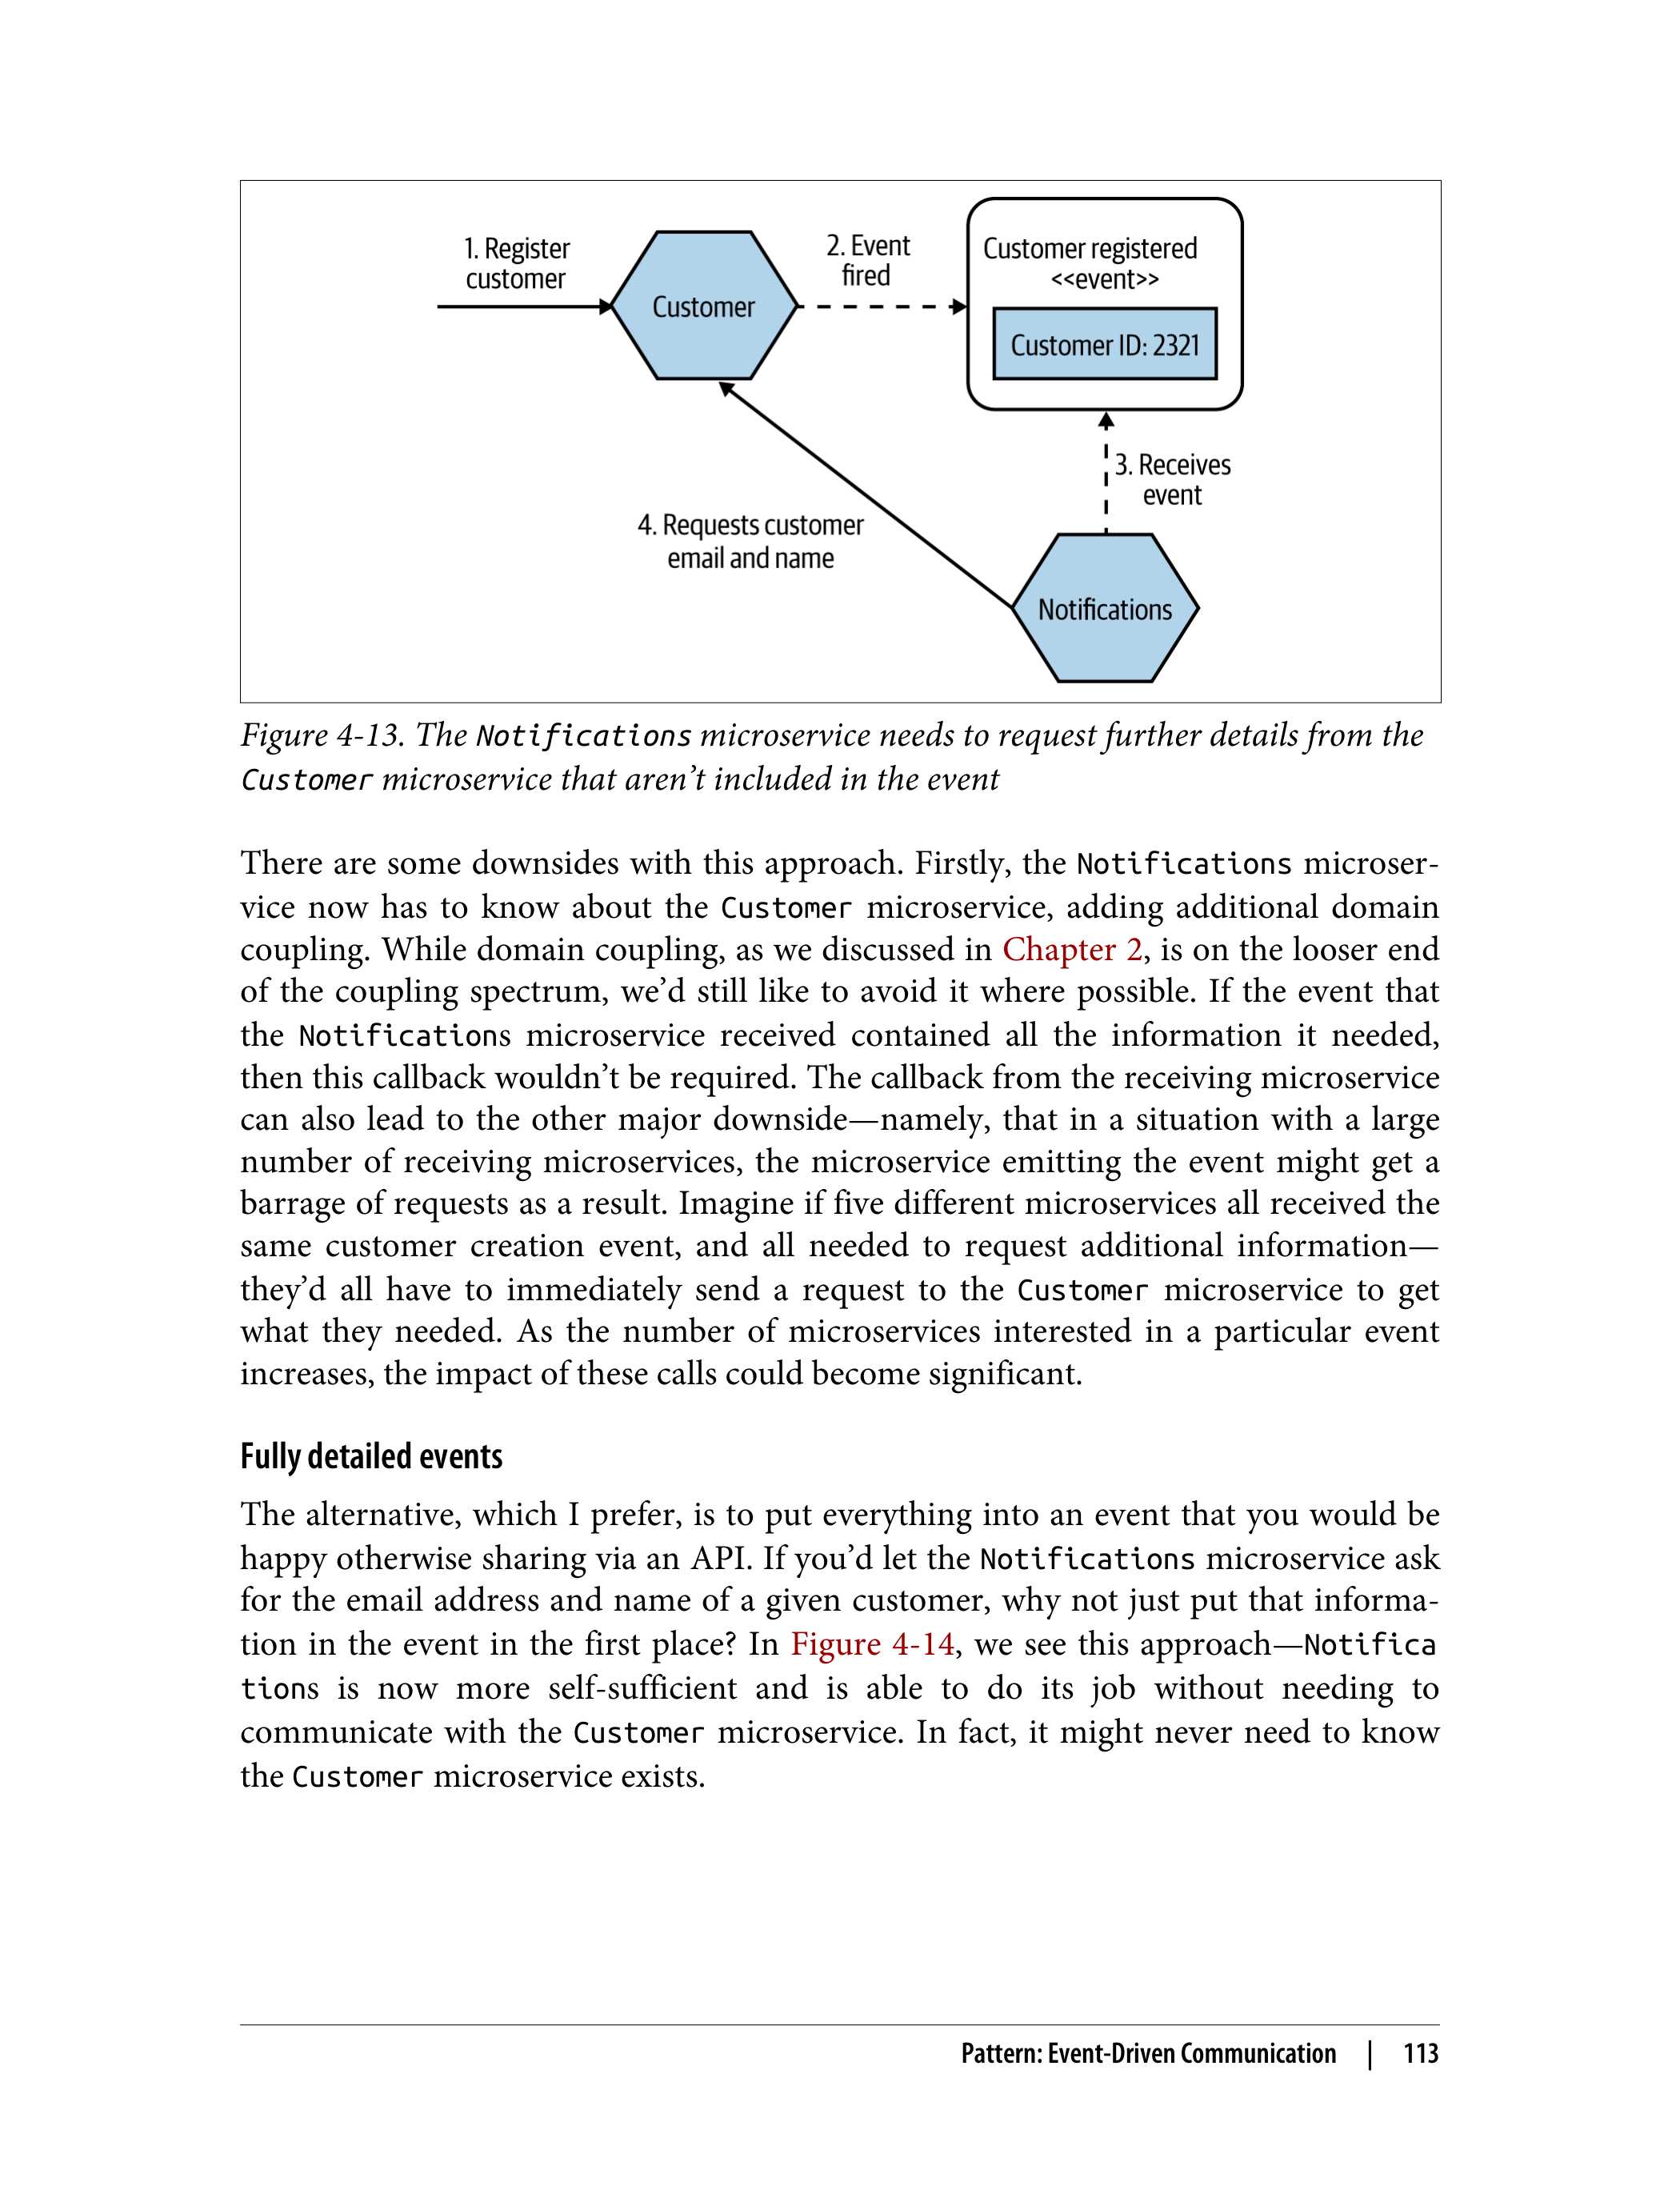 1. Register
customer
Customer
2. Event
fired
Customer registered
<<event>>
Customer ID: 2321
3. Receives
event
4. Requests customer
email and name
Notifications
Figure 4-13. The Notifications microservice needs to request further details from the
Customer microservice that aren’t included in the event
There are some downsides with this approach. Firstly, the Notifications microser-
vice now has to know about the Customer microservice, adding additional domain
coupling. While domain coupling, as we discussed in Chapter 2, is on the looser end
of the coupling spectrum, we’d still like to avoid it where possible. If the event that
the Notifications microservice received contained all the information it needed,
then this callback wouldn’t be required. The callback from the receiving microservice
can also lead to the other major downside—namely, that in a situation with a large
number of receiving microservices, the microservice emitting the event might get a
barrage of requests as a result. Imagine if five different microservices all received the
same customer creation event, and all needed to request additional information—
they’d all have to immediately send a request to the Customer microservice to get
what they needed. As the number of microservices interested in a particular event
increases, the impact of these calls could become significant.
Fully detailed events
The alternative, which I prefer, is to put everything into an event that you would be
happy otherwise sharing via an API. If you’d let the Notifications microservice ask
for the email address and name of a given customer, why not just put that informa-
tion in the event in the first place? In Figure 4-14, we see this approach—Notifica
tions is now more self-sufficient and is able to do its job without needing to
communicate with the Customer microservice. In fact, it might never need to know
the Customer microservice exists.
Pattern: Event-Driven Communication | 113